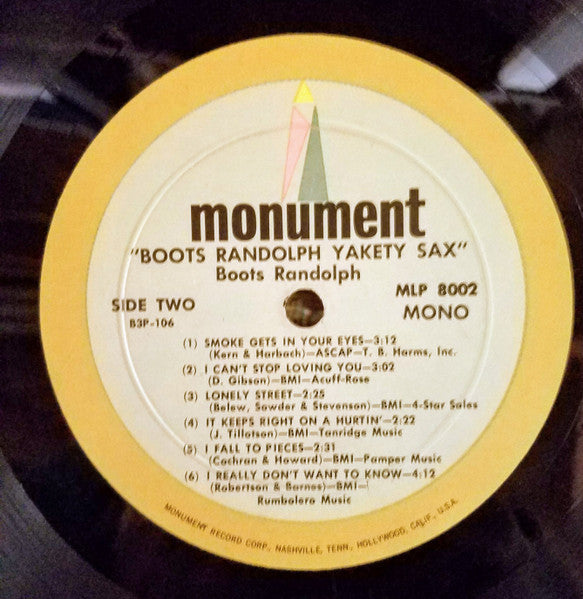 monument
"BOOTS RANDOLPH YAKETY SAX"
Boots Randolph
SIDE TWO
B3P-106
MLP 8002
MONO
(1) SMOKE GETS IN YOUR EYES—3:12
(Kern & Harbach)—ASCAP—T. B. Harms, Inc.
(2) I CAN'T STOP LOVING YOU—3:02
(D. Gibson)—BMI—Acuff-Rose
(3) LONELY STREET—2:25
(Belew, Sowder & Stevenson)—BMI—4-Star Sales
(4) IT KEEPS RIGHT ON A HURTIN'—2:22
(J. Tillotson)—BMI—Tanridge Music
(5) I FALL TO PIECES—2:31
(Cochran & Howard)—BMI—Pamper Music
(6) I REALLY DON'T WANT TO KNOW—4:12
(Robertson & Barnes)—BMI—
Rumbalero Music
MONUMENT RECORD CORP., NASHVILLE, TENN., HOLLYWOOD, CALIF., U.S.A.